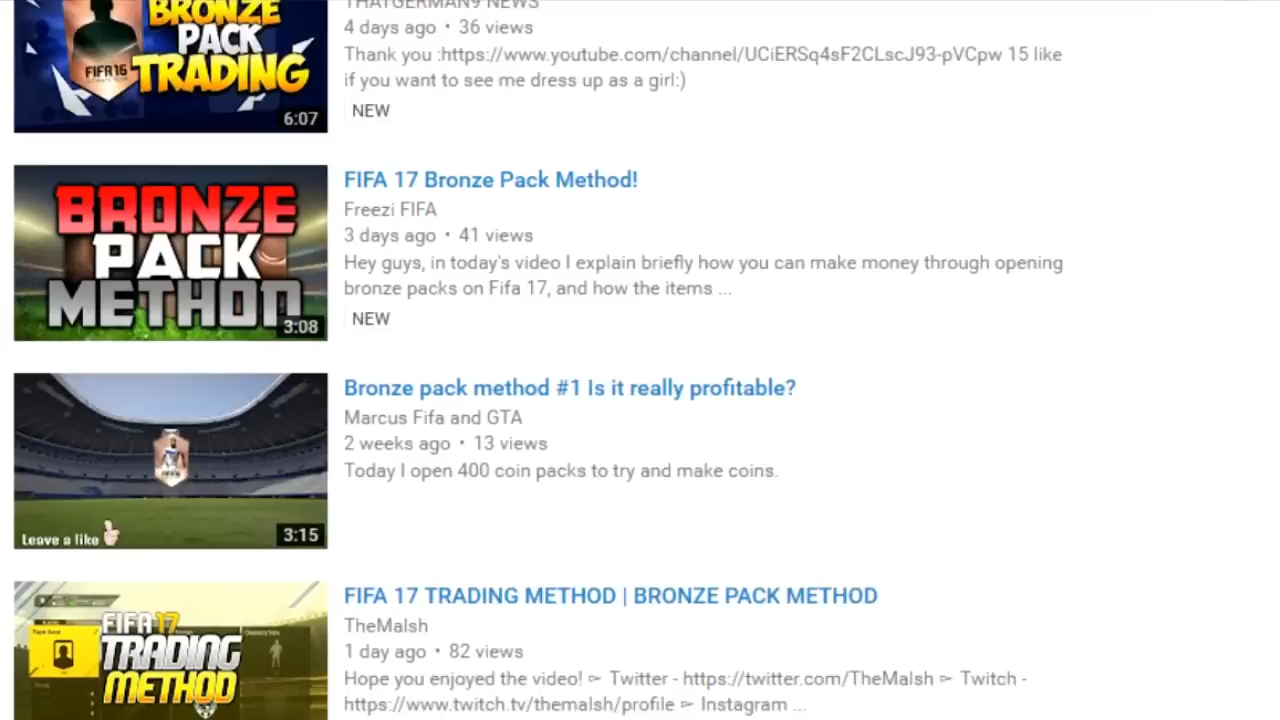 THATGERMAN9 NEWS
BRONZE
PACK
TRADING
FIFA 16
6:07
4 days ago • 36 views
Thank you :https://www.youtube.com/channel/UCiERSq4sF2CLscJ93-pVCpw 15 like
if you want to see me dress up as a girl:)
NEW
BRONZE
PACK
METHOD
3:08
FIFA 17 Bronze Pack Method!
Freezi FIFA
3 days ago • 41 views
Hey guys, in today's video I explain briefly how you can make money through opening
bronze packs on Fifa 17, and how the items ...
NEW
Leave a like
3:15
Bronze pack method #1 Is it really profitable?
Marcus Fifa and GTA
2 weeks ago • 13 views
Today I open 400 coin packs to try and make coins.
FIFA 17
TRADING
METHOD
FIFA 17 TRADING METHOD | BRONZE PACK METHOD
TheMalsh
1 day ago • 82 views
Hope you enjoyed the video! ➣ Twitter - https://twitter.com/TheMalsh ➣ Twitch -
https://www.twitch.tv/themalsh/profile ➣ Instagram ...